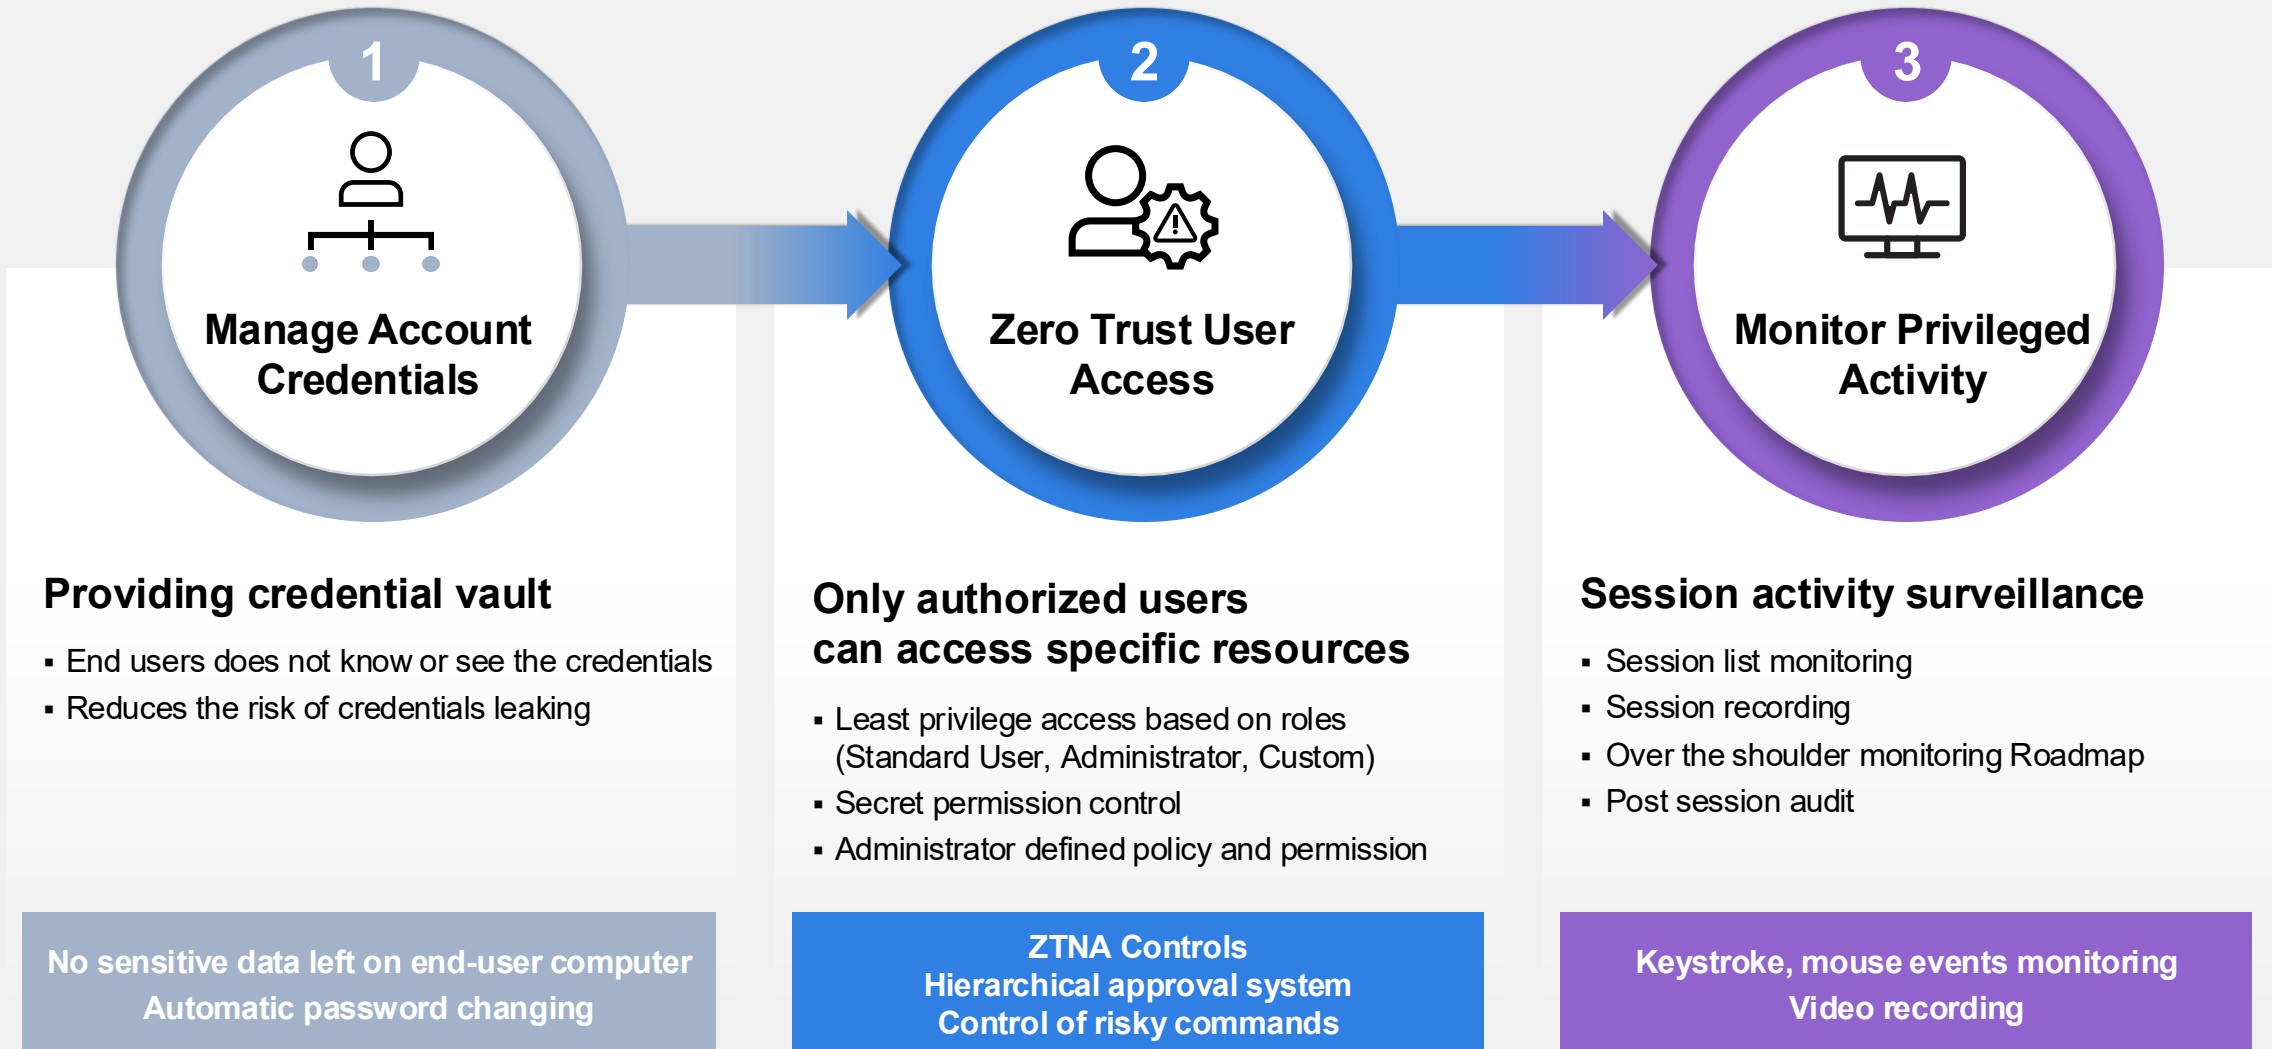 1
Manage Account
Credentials
Providing credential vault
▪ End users does not know or see the credentials
▪ Reduces the risk of credentials leaking
No sensitive data left on end-user computer
Automatic password changing
2
Zero Trust User
Access
Only authorized users
can access specific resources
▪ Least privilege access based on roles
(Standard User, Administrator, Custom)
▪ Secret permission control
▪ Administrator defined policy and permission
ZTNA Controls
Hierarchical approval system
Control of risky commands
3
Monitor Privileged
Activity
Session activity surveillance
▪ Session list monitoring
▪ Session recording
▪ Over the shoulder monitoring Roadmap
▪ Post session audit
Keystroke, mouse events monitoring
Video recording